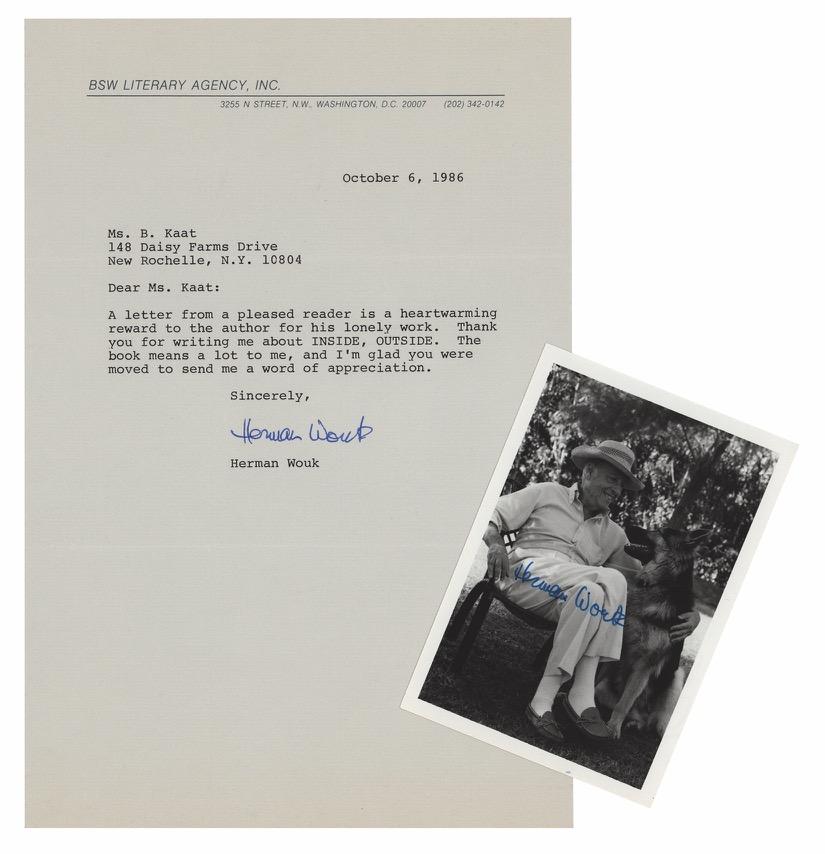 BSW LITERARY AGENCY, INC.
3255 N STREET, N.W., WASHINGTON, D.C. 20007 (202) 342-0142
October 6, 1986
Ms. B. Kaat
148 Daisy Farms Drive
New Rochelle, N.Y. 10804
Dear Ms. Kaat:
A letter from a pleased reader is a heartwarming
reward to the author for his lonely work. Thank
you for writing me about INSIDE, OUTSIDE. The
book means a lot to me, and I'm glad you were
moved to send me a word of appreciation.
Sincerely,
Herman Wouk
Herman Wouk
Herman Wouk